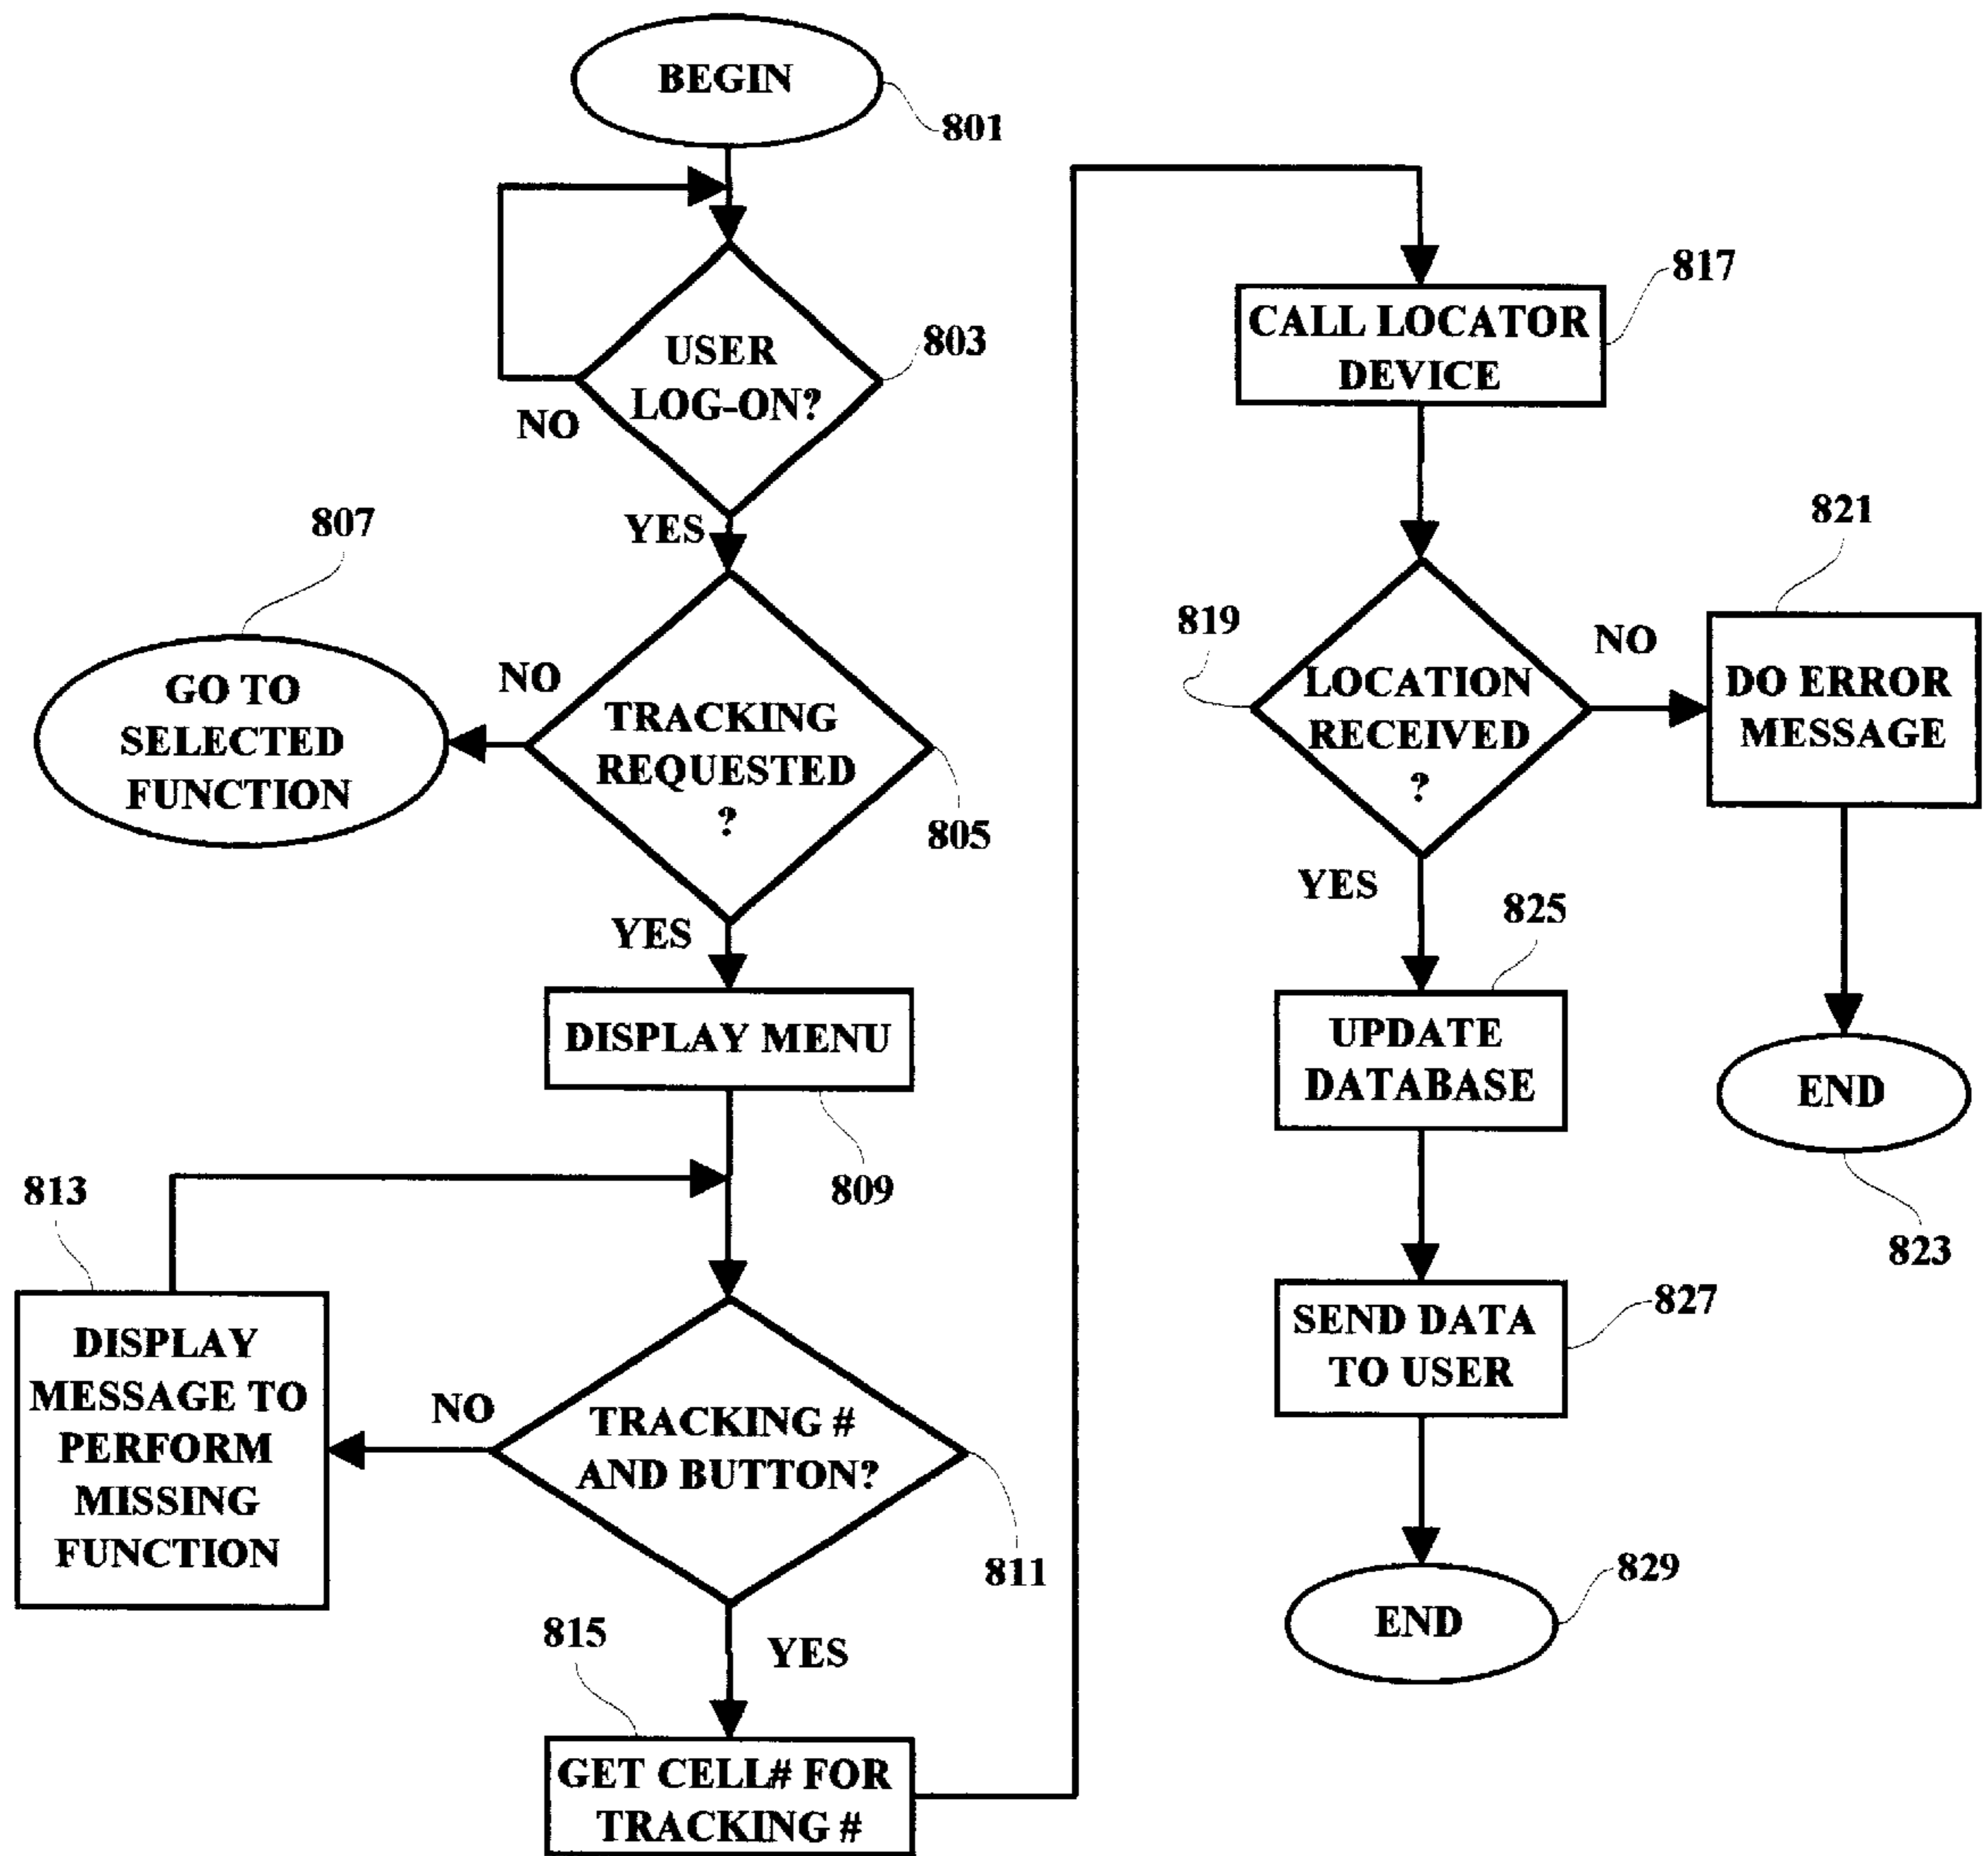 BEGIN
801
USER
LOG-ON?
803
NO
YES
807
GO TO
SELECTED
FUNCTION
NO
TRACKING
REQUESTED
?
805
YES
DISPLAY MENU
809
813
DISPLAY
MESSAGE TO
PERFORM
MISSING
FUNCTION
NO
TRACKING #
AND BUTTON?
811
YES
815
GET CELL# FOR
TRACKING #
817
CALL LOCATOR
DEVICE
819
LOCATION
RECEIVED
?
NO
821
DO ERROR
MESSAGE
END
823
YES
825
UPDATE
DATABASE
827
SEND DATA
TO USER
829
END